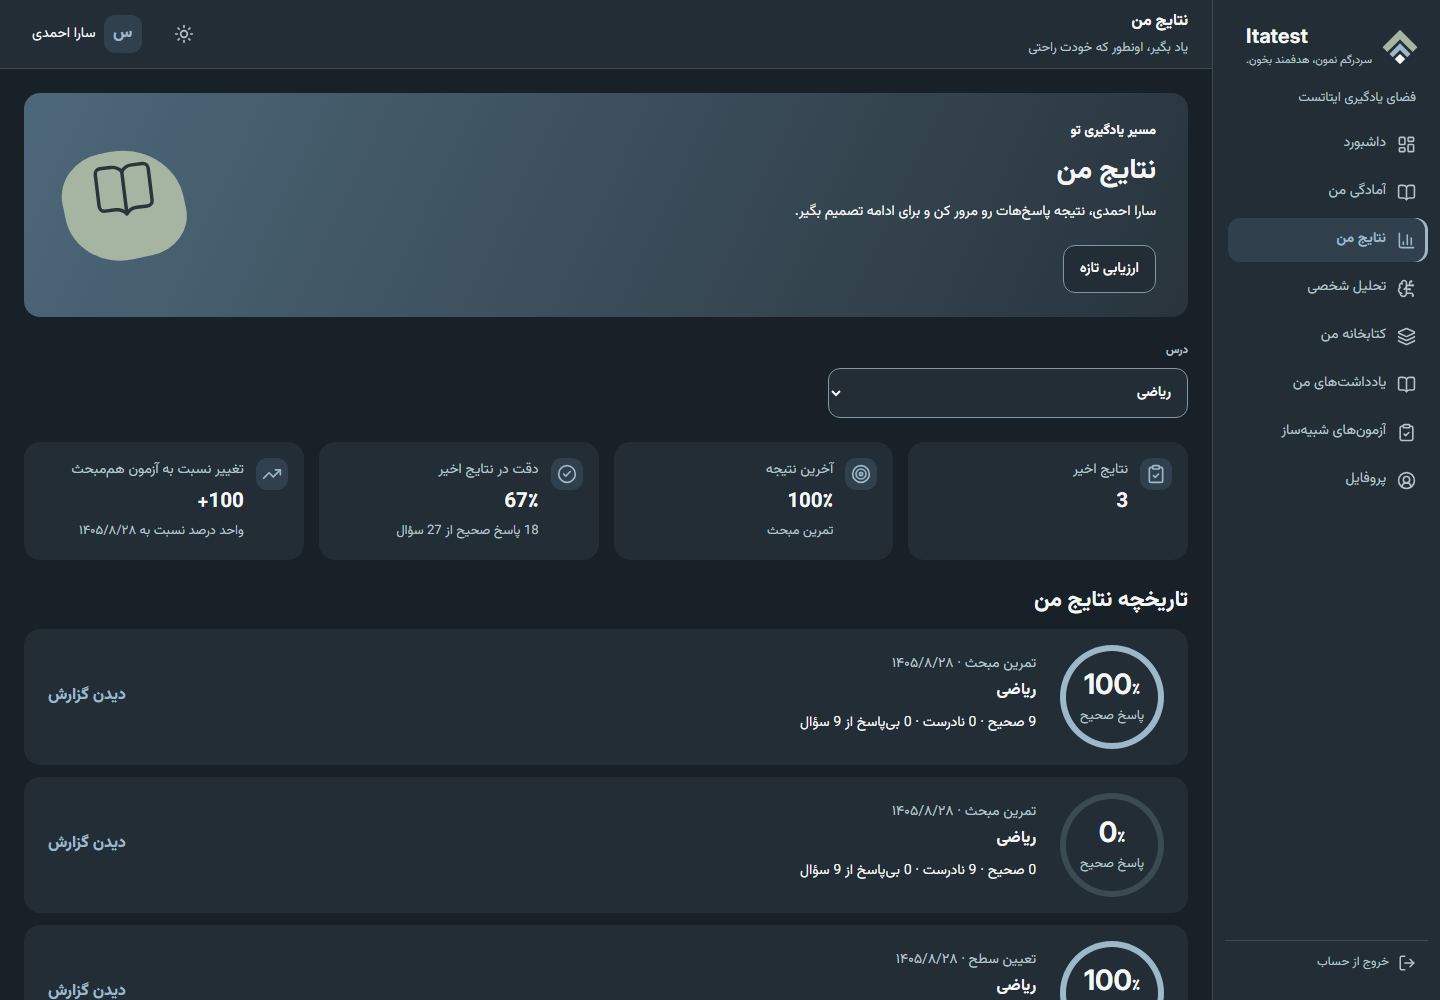 Itatest
سردرگم نمون، هدفمند بخون.
فضای یادگیری ایتاتست
داشبورد
آمادگی من
نتایج من
تحلیل شخصی
کتابخانه من
یادداشت‌های من
آزمون‌های شبیه‌ساز
پروفایل
خروج از حساب
نتایج من
یاد بگیر، اونطور که خودت راحتی
س
سارا احمدی
مسیر یادگیری تو
نتایج من
سارا احمدی، نتیجه پاسخ‌هات رو مرور کن و برای ادامه تصمیم بگیر.
ارزیابی تازه
درس
ریاضی
نتایج اخیر
3
آخرین نتیجه
100٪
تمرین مبحث
دقت در نتایج اخیر
67٪
18 پاسخ صحیح از 27 سؤال
تغییر نسبت به آزمون هم‌مبحث
+100
واحد درصد نسبت به ۱۴۰۵/۸/۲۸
تاریخچه نتایج من
100٪
پاسخ صحیح
تمرین مبحث · ۱۴۰۵/۸/۲۸
ریاضی
9 صحیح · 0 نادرست · 0 بی‌پاسخ از 9 سؤال
دیدن گزارش
0٪
پاسخ صحیح
تمرین مبحث · ۱۴۰۵/۸/۲۸
ریاضی
0 صحیح · 9 نادرست · 0 بی‌پاسخ از 9 سؤال
دیدن گزارش
100٪
تعیین سطح · ۱۴۰۵/۸/۲۸
ریاضی
دیدن گزارش